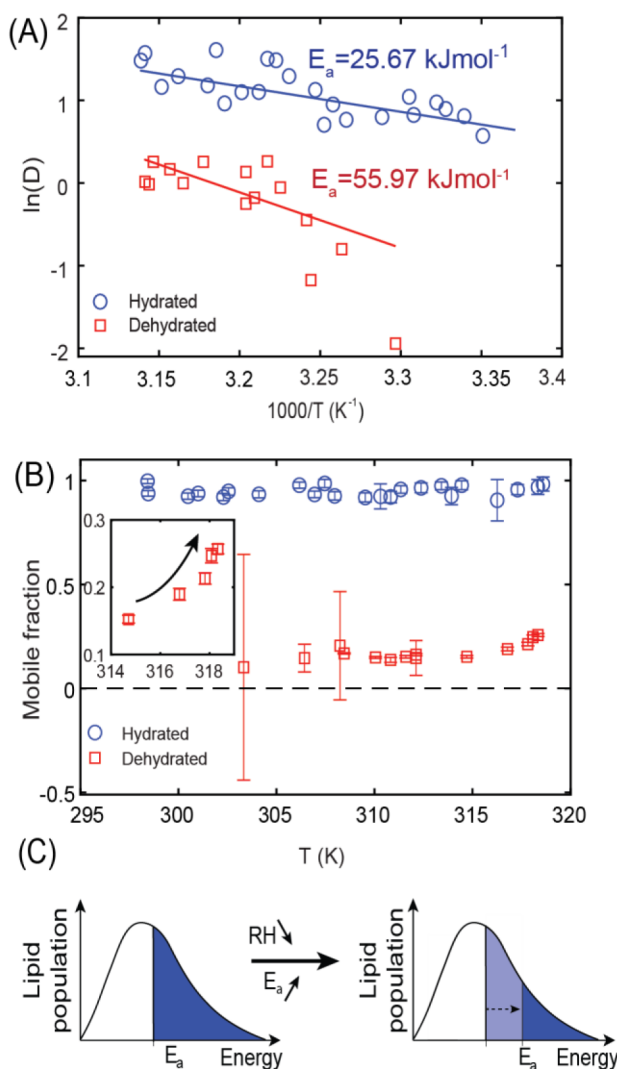 (A)
2
1
0
-1
-2
ln(D)
Eₐ=25.67 kJmol⁻¹
Eₐ=55.97 kJmol⁻¹
Hydrated
Dehydrated
3.1 3.15 3.2 3.25 3.3 3.35 3.4
1000/T (K⁻¹)
(B)
1
0.5
0
-0.5
Mobile fraction
0.3
0.2
0.1
314 316 318
Hydrated
Dehydrated
295 300 305 310 315 320
T (K)
(C)
Lipid
population
Eₐ Energy
RH
Eₐ
Lipid
population
Eₐ Energy